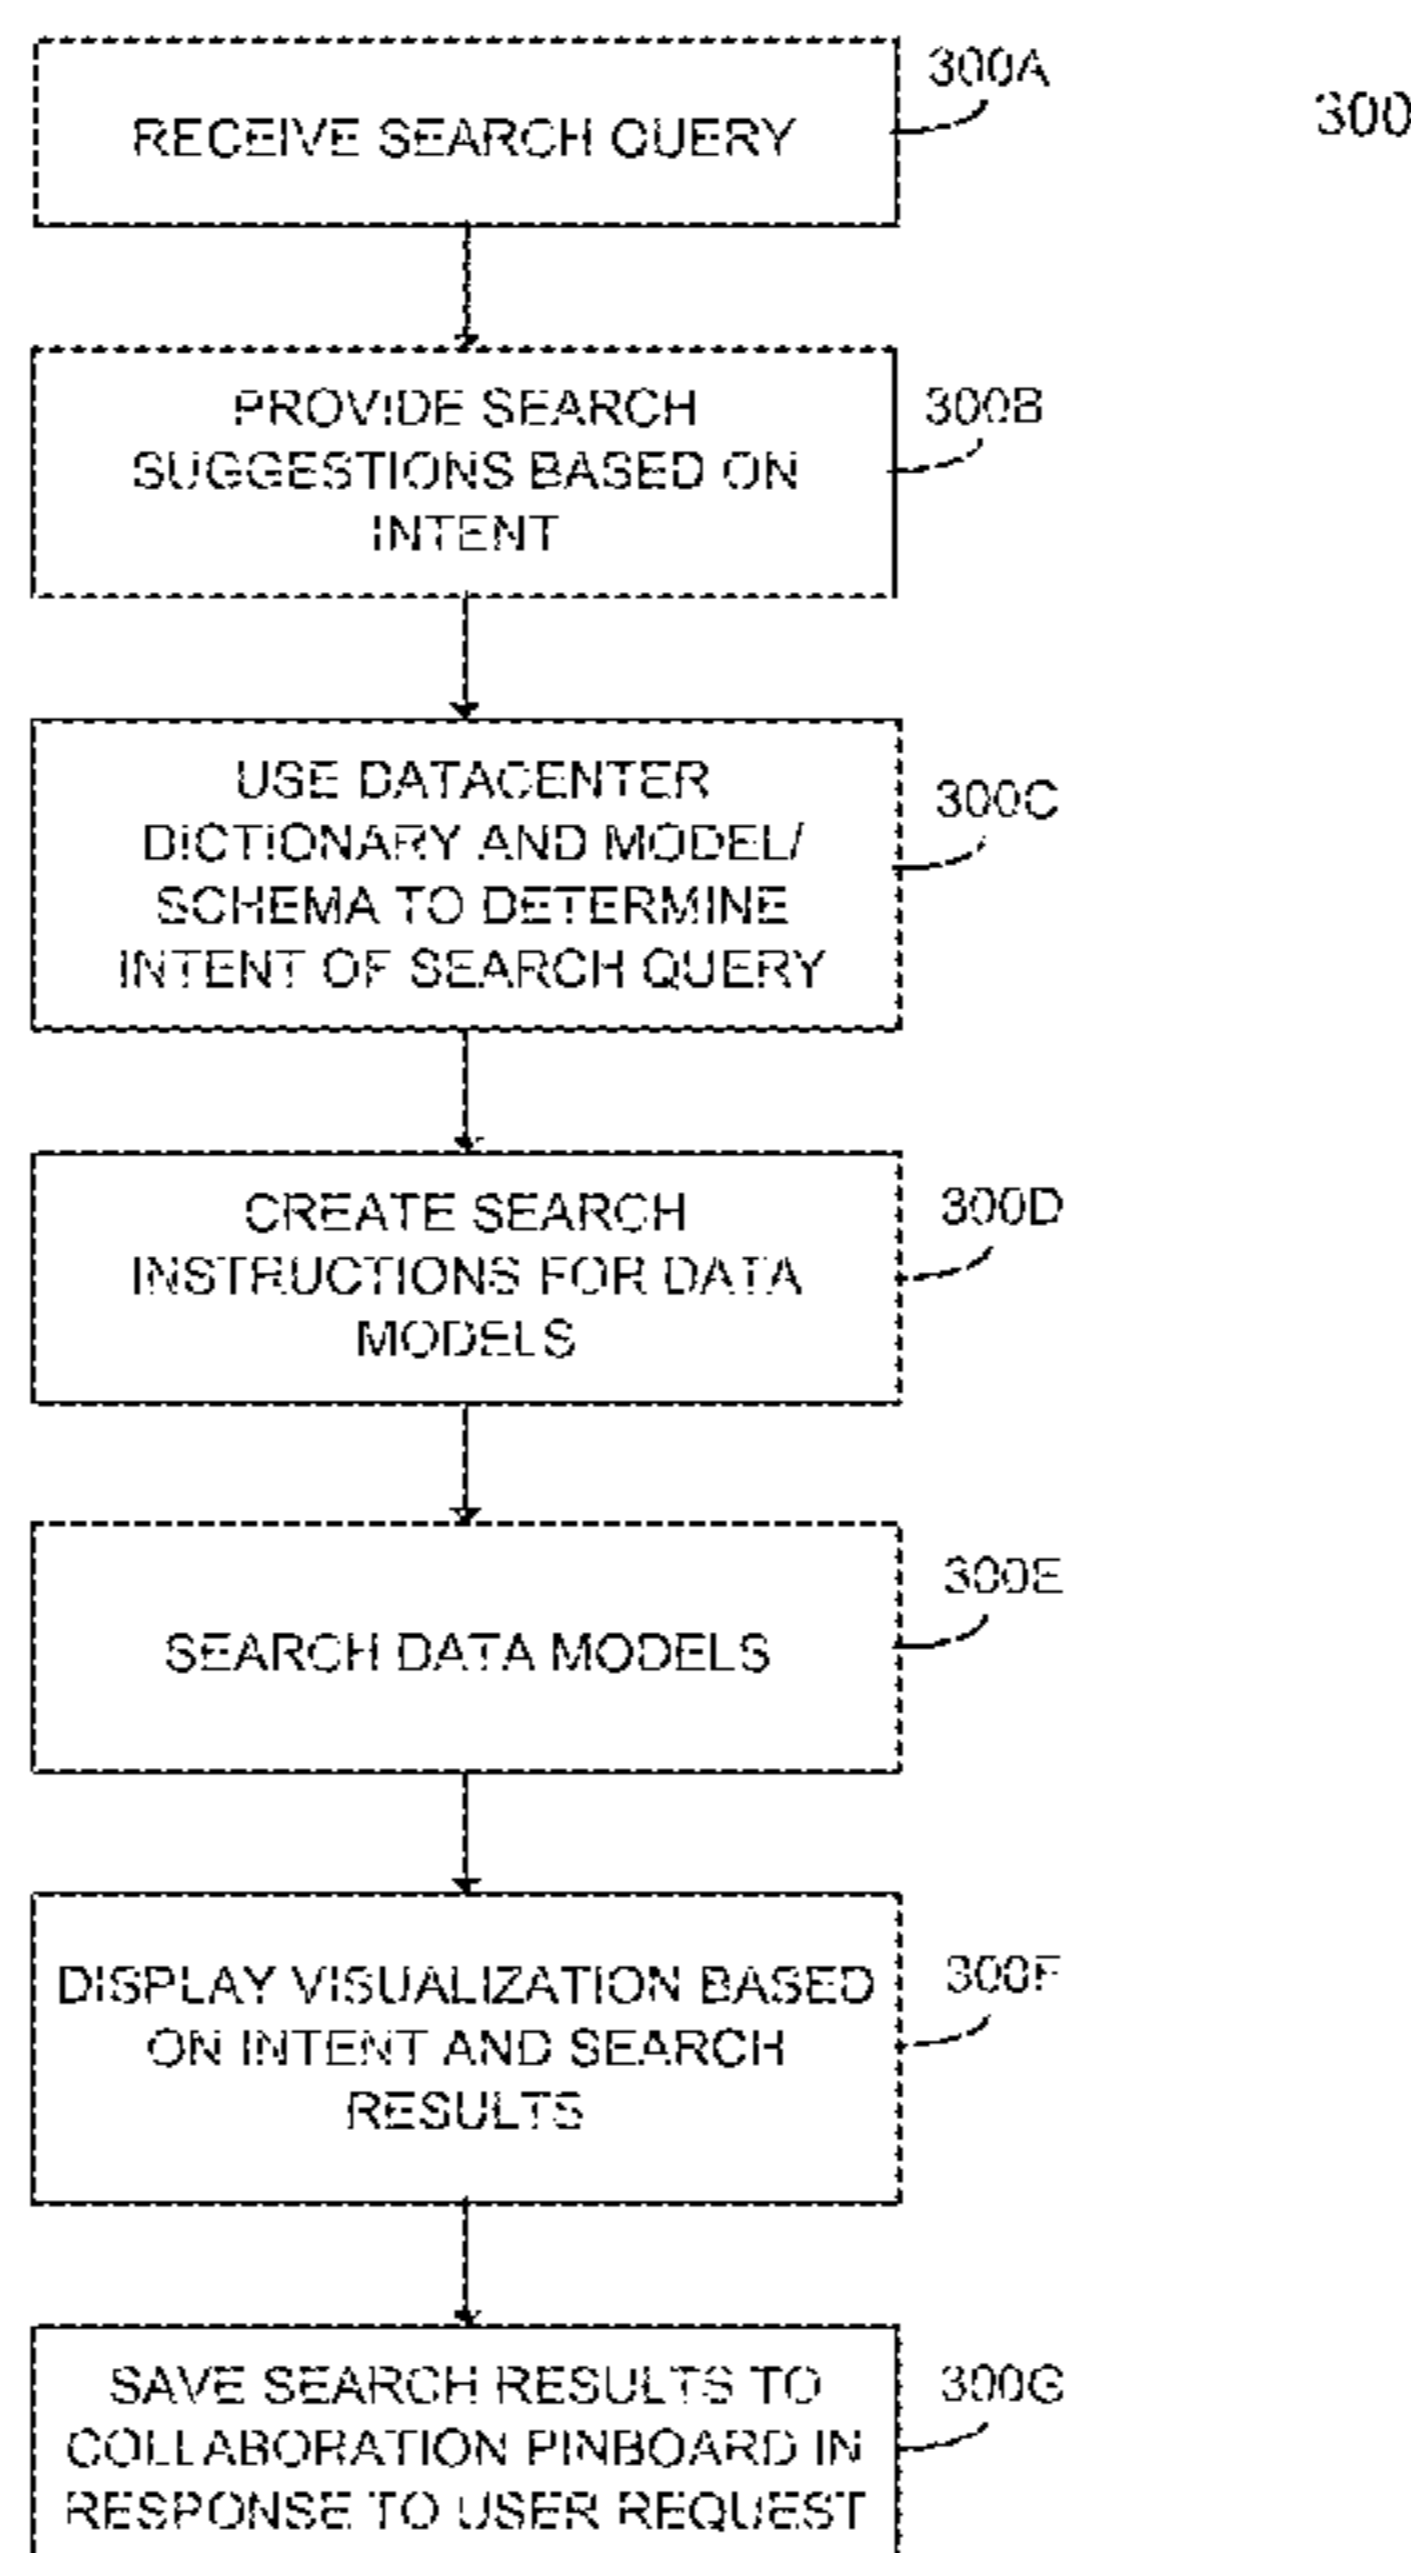 300A
300
RECEIVE SEARCH QUERY
PROVIDE SEARCH
SUGGESTIONS BASED ON
INTENT
300B
USE DATACENTER
DICTIONARY AND MODEL/
SCHEMA TO DETERMINE
INTENT OF SEARCH QUERY
300C
CREATE SEARCH
INSTRUCTIONS FOR DATA
MODELS
300D
300E
SEARCH DATA MODELS
DISPLAY VISUALIZATION BASED
ON INTENT AND SEARCH
RESULTS
300F
SAVE SEARCH RESULTS TO
COLLABORATION PINBOARD IN
RESPONSE TO USER REQUEST
300G